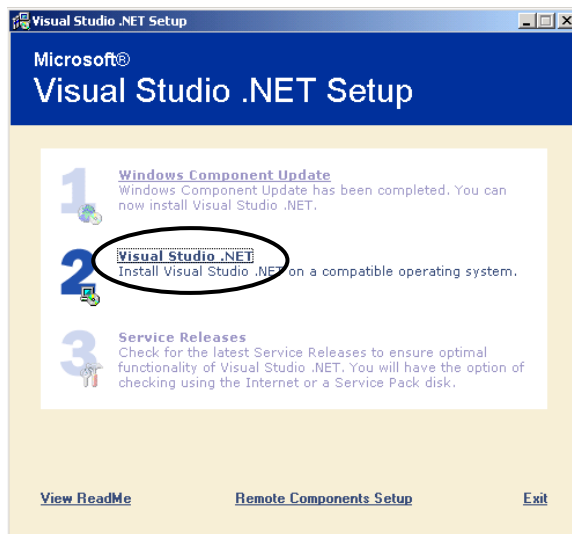 Visual Studio .NET Setup
Microsoft®
Visual Studio .NET Setup
1
Windows Component Update
Windows Component Update has been completed. You can
now install Visual Studio .NET.
2
Visual Studio .NET
Install Visual Studio .NET on a compatible operating system.
3
Service Releases
Check for the latest Service Releases to ensure optimal
functionality of Visual Studio .NET. You will have the option of
checking using the Internet or a Service Pack disk.
View ReadMe Remote Components Setup Exit